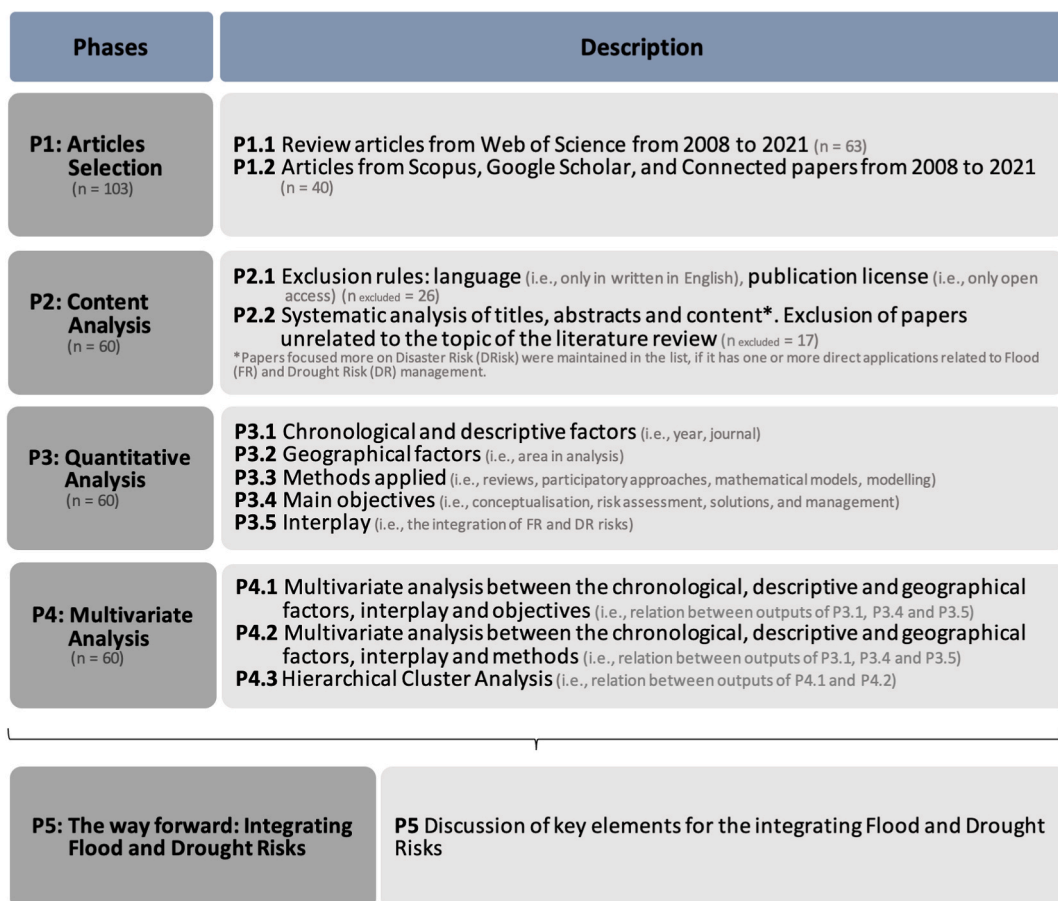 Phases
Description
P1: Articles
Selection
(n = 103)
P1.1 Review articles from Web of Science from 2008 to 2021 (n = 63)
P1.2 Articles from Scopus, Google Scholar, and Connected papers from 2008 to 2021
(n = 40)
P2: Content
Analysis
(n = 60)
P2.1 Exclusion rules: language (i.e., only in written in English), publication license (i.e., only open
access) (n excluded = 26)
P2.2 Systematic analysis of titles, abstracts and content*. Exclusion of papers
unrelated to the topic of the literature review (n excluded = 17)
*Papers focused more on Disaster Risk (DRisk) were maintained in the list, if it has one or more direct applications related to Flood
(FR) and Drought Risk (DR) management.
P3: Quantitative
Analysis
(n = 60)
P3.1 Chronological and descriptive factors (i.e., year, journal)
P3.2 Geographical factors (i.e., area in analysis)
P3.3 Methods applied (i.e., reviews, participatory approaches, mathematical models, modelling)
P3.4 Main objectives (i.e., conceptualisation, risk assessment, solutions, and management)
P3.5 Interplay (i.e., the integration of FR and DR risks)
P4: Multivariate
Analysis
(n = 60)
P4.1 Multivariate analysis between the chronological, descriptive and geographical
factors, interplay and objectives (i.e., relation between outputs of P3.1, P3.4 and P3.5)
P4.2 Multivariate analysis between the chronological, descriptive and geographical
factors, interplay and methods (i.e., relation between outputs of P3.1, P3.4 and P3.5)
P4.3 Hierarchical Cluster Analysis (i.e., relation between outputs of P4.1 and P4.2)
P5: The way forward: Integrating
Flood and Drought Risks
P5 Discussion of key elements for the integrating Flood and Drought
Risks